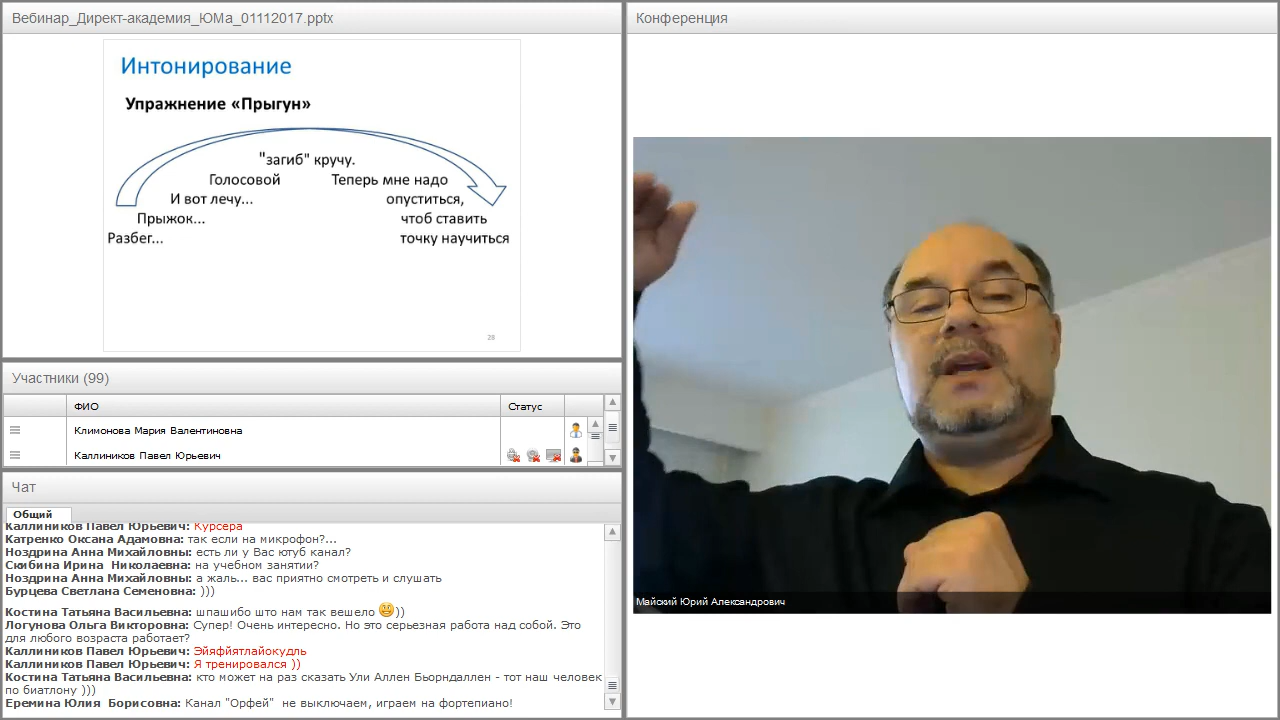 Вебинар_Директ-академия_ЮМа_01112017.pptx
Интонирование
Упражнение «Прыгун»
"загиб" кручу.
Голосовой Теперь мне надо
И вот лечу... опуститься,
Прыжок... чтоб ставить
Разбег... точку научиться
28
Участники (99)
ФИО Статус
Климонова Мария Валентиновна
Каллиников Павел Юрьевич
Чат
Общий
Каллиников Павел Юрьевич: Курсера
Катренко Оксана Адамовна: так если на микрофон?...
Ноздрина Анна Михайловны: есть ли у Вас ютуб канал?
Скибина Ирина Николаевна: на учебном занятии?
Ноздрина Анна Михайловны: а жаль... вас приятно смотреть и слушать
Бурцева Светлана Семеновна: )))
Костина Татьяна Васильевна: шпашибо што нам так вешело ))
Логунова Ольга Викторовна: Супер! Очень интересно. Но это серьезная работа над собой. Это
для любого возраста работает?
Каллиников Павел Юрьевич: Эйяфйятлайокудль
Каллиников Павел Юрьевич: Я тренировался ))
Костина Татьяна Васильевна: кто может на раз сказать Ули Аллен Бьорндаллен - тот наш человек
по биатлону )))
Еремина Юлия Борисовна: Канал "Орфей" не выключаем, играем на фортепиано!
Конференция
Майский Юрий Александрович